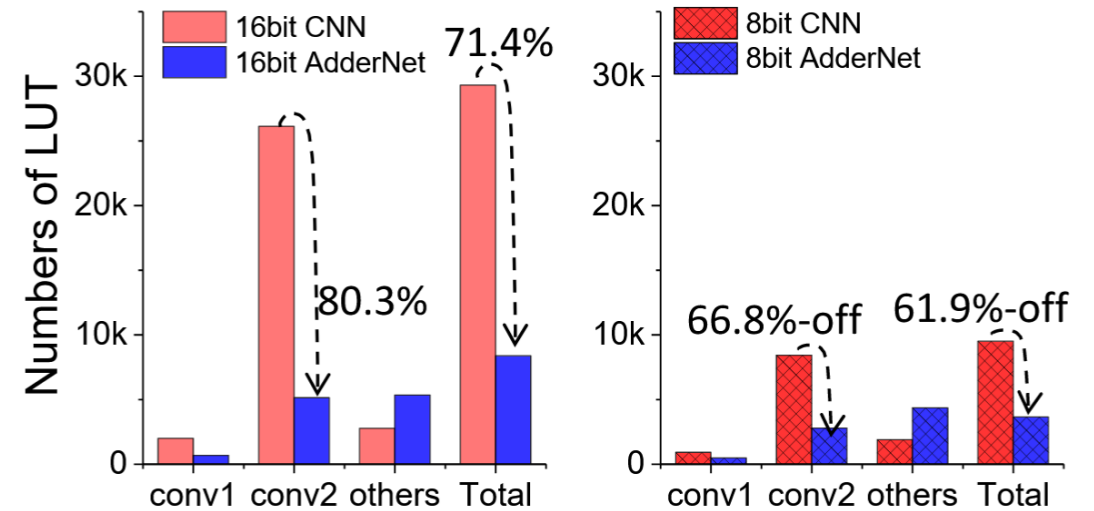 Numbers of LUT
16bit CNN
16bit AdderNet
71.4%
80.3%
30k
20k
10k
0
conv1 conv2 others Total
8bit CNN
8bit AdderNet
66.8%-off
61.9%-off
30k
20k
10k
0
conv1 conv2 others Total